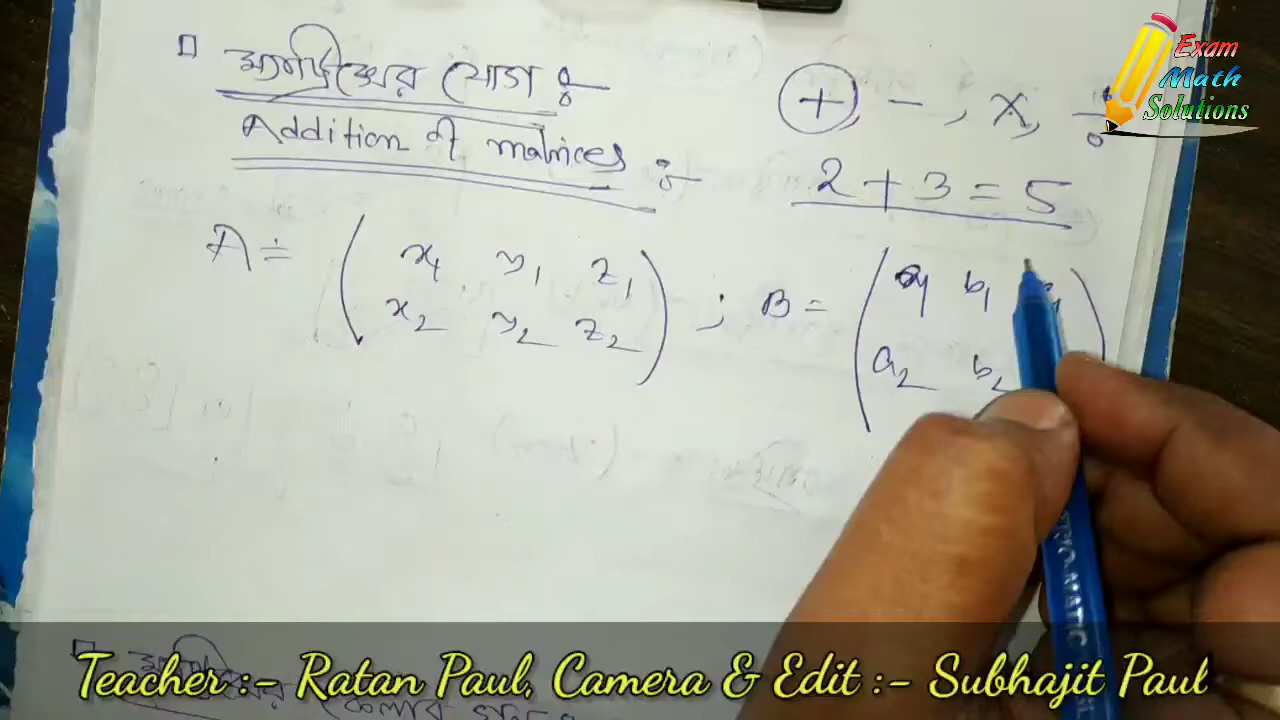 □ ম্যাট্রিক্সের যোগ ঃ—
Addition of matrices :-
+, -, x, ÷
2 + 3 = 5
A = ( x₁ y₁ z₁
x₂ y₂ z₂ ) ; B = ( a₁ b₁
a₂ b₂
Exam
Math
Solutions
Teacher :- Ratan Paul, Camera & Edit :- Subhajit Paul